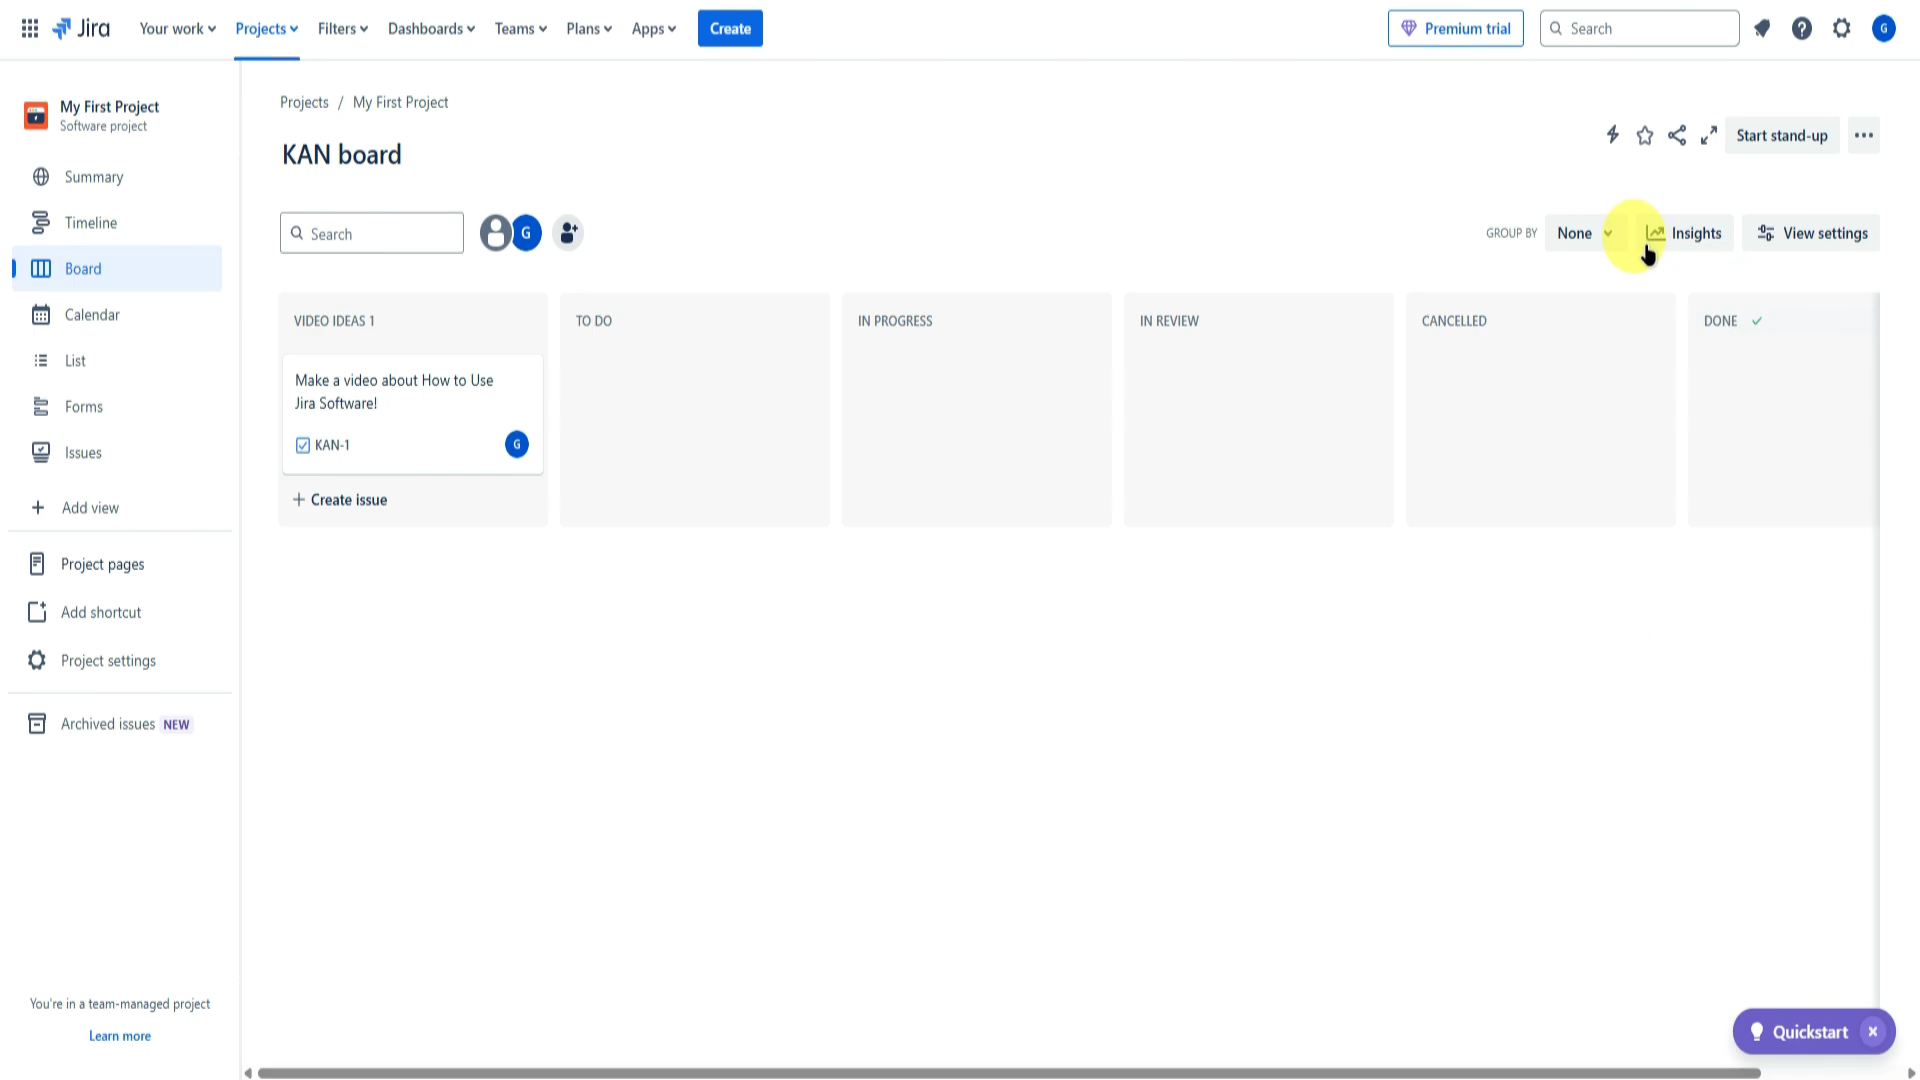 Jira
Your work
Projects
Filters
Dashboards
Teams
Plans
Apps
Create
Premium trial
Search
G
My First Project
Software project
Summary
Timeline
Board
Calendar
List
Forms
Issues
Add view
Project pages
Add shortcut
Project settings
Archived issues NEW
You're in a team-managed project
Learn more
Projects / My First Project
KAN board
Start stand-up
Search
G
GROUP BY
None
Insights
View settings
VIDEO IDEAS 1
Make a video about How to Use
Jira Software!
KAN-1
G
+ Create issue
TO DO
IN PROGRESS
IN REVIEW
CANCELLED
DONE
Quickstart